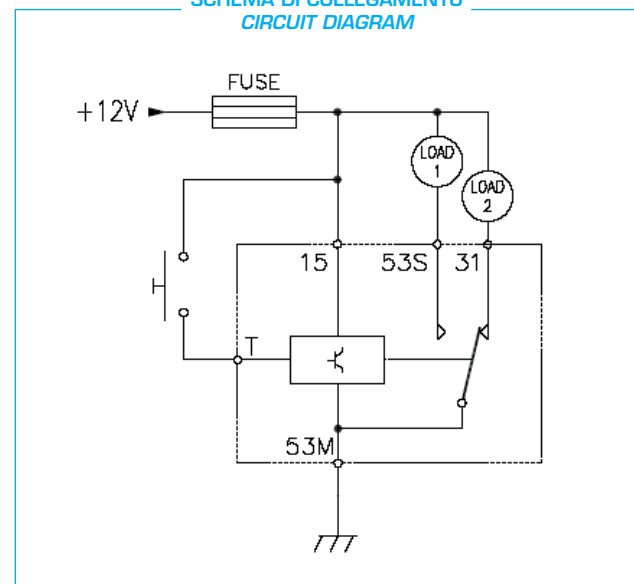 SCHEMA DI COLLEGAMENTO
CIRCUIT DIAGRAM
FUSE
+12V
LOAD
1
LOAD
2
15 53S 31
T
53M